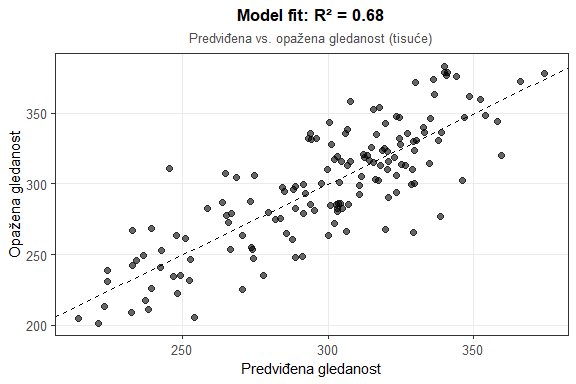 Model fit: R² = 0.68
Predviđena vs. opažena gledanost (tisuće)
Opažena gledanost
350
300
250
200
250
300
350
Predviđena gledanost